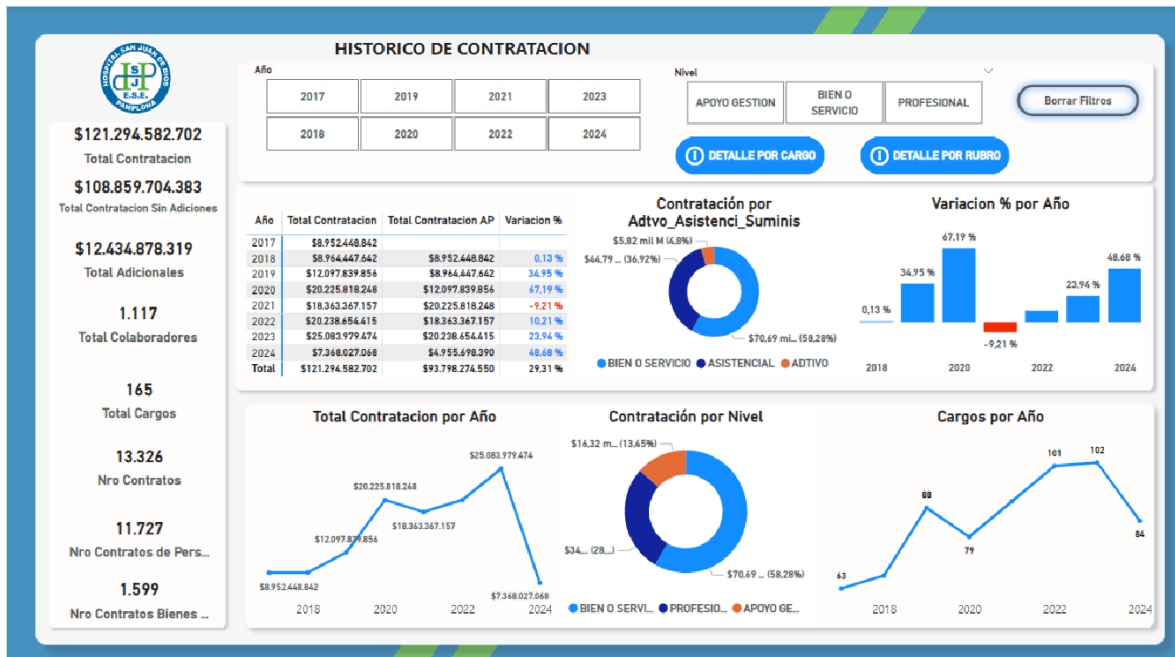 HISTORICO DE CONTRATACION
HOSPITAL SAN JUAN DE DIOS
HSJP
E.S.E.
PAMPLONA
Año
2017 2019 2021 2023
2018 2020 2022 2024
Nivel
APOYO GESTION
BIEN O
SERVICIO
PROFESIONAL
Borrar Filtros
DETALLE POR CARGO
DETALLE POR RUBRO
$121.294.582.702
Total Contratacion
$108.859.704.383
Total Contratacion Sin Adiciones
$12.434.878.319
Total Adicionales
1.117
Total Colaboradores
165
Total Cargos
13.326
Nro Contratos
11.727
Nro Contratos de Pers...
1.599
Nro Contratos Bienes ...
Año Total Contratacion Total Contratacion AP Variacion %
2017 $8.952.448.842
2018 $8.964.447.642 $8.952.448.842 0,13 %
2019 $12.097.839.856 $8.964.447.642 34,95 %
2020 $20.225.818.248 $12.097.839.856 67,19 %
2021 $18.363.367.157 $20.225.818.248 -9,21 %
2022 $20.238.654.415 $18.363.367.157 10,21 %
2023 $25.083.979.474 $20.238.654.415 23,94 %
2024 $7.368.027.068 $4.955.698.390 48,68 %
Total $121.294.582.702 $93.798.274.550 29,31 %
Contratación por
Adtvo_Asistenci_Suminis
$5,82 mil M (4,8%)
$44,79 ... (36,92%)
$70,69 mi... (58,28%)
BIEN O SERVICIO ASISTENCIAL ADTIVO
Variacion % por Año
0,13 %
34,95 %
67,19 %
-9,21 %
23,94 %
48,68 %
2018 2020 2022 2024
Total Contratacion por Año
$8.952.448.842
$12.097.839.856
$20.225.818.248
$18.363.367.157
$25.083.979.474
$7.368.027.068
2018 2020 2022 2024
Contratación por Nivel
$16,32 m... (13,45%)
$34,... (28,...)
$70,69 ... (58,28%)
BIEN O SERVI... PROFESIO... APOYO GE...
Cargos por Año
63
88
79
101
102
84
2018 2020 2022 2024